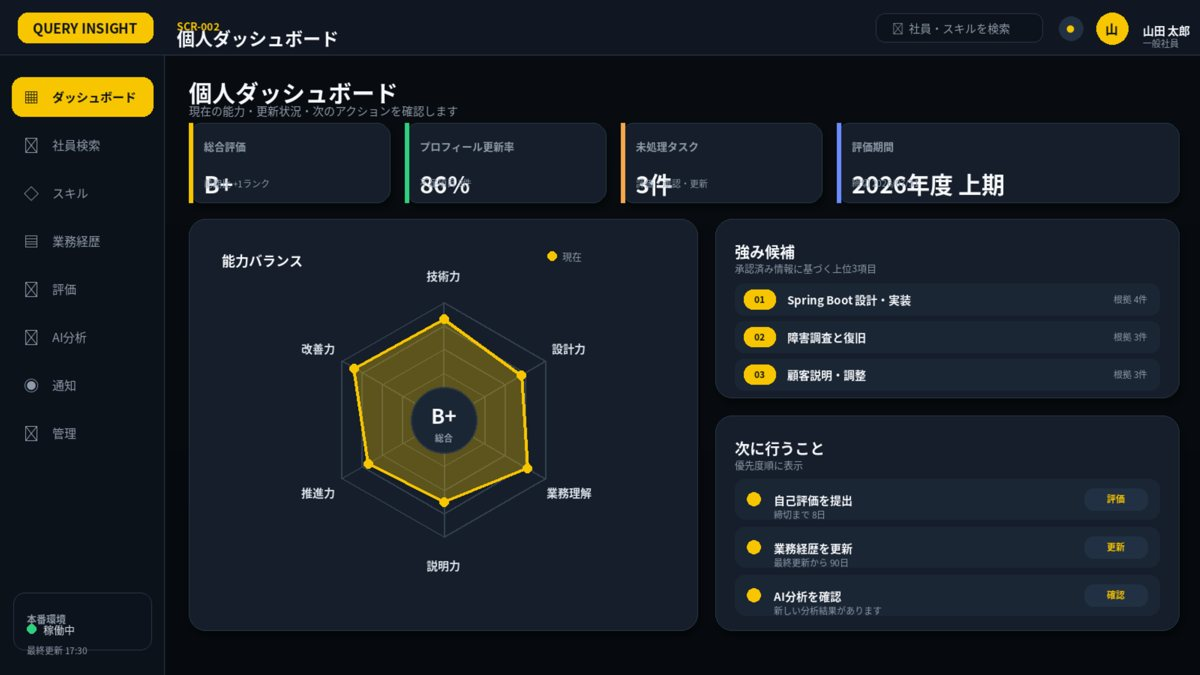 QUERY INSIGHT
SCR-002
個人ダッシュボード
社員・スキルを検索
山
山田 太郎
一般社員
ダッシュボード
社員検索
スキル
業務経歴
評価
AI分析
通知
管理
本番環境
稼働中
最終更新 17:30
個人ダッシュボード
現在の能力・更新状況・次のアクションを確認します
総合評価
B+
+1ランク
プロフィール更新率
86%
件
未処理タスク
3件
確認・更新
評価期間
2026年度 上期
能力バランス
現在
技術力
改善力
設計力
B+
総合
推進力
業務理解
説明力
強み候補
承認済み情報に基づく上位3項目
01 Spring Boot 設計・実装 根拠 4件
02 障害調査と復旧 根拠 3件
03 顧客説明・調整 根拠 3件
次に行うこと
優先度順に表示
自己評価を提出 評価
締切まで 8日
業務経歴を更新 更新
最終更新から 90日
AI分析を確認 確認
新しい分析結果があります